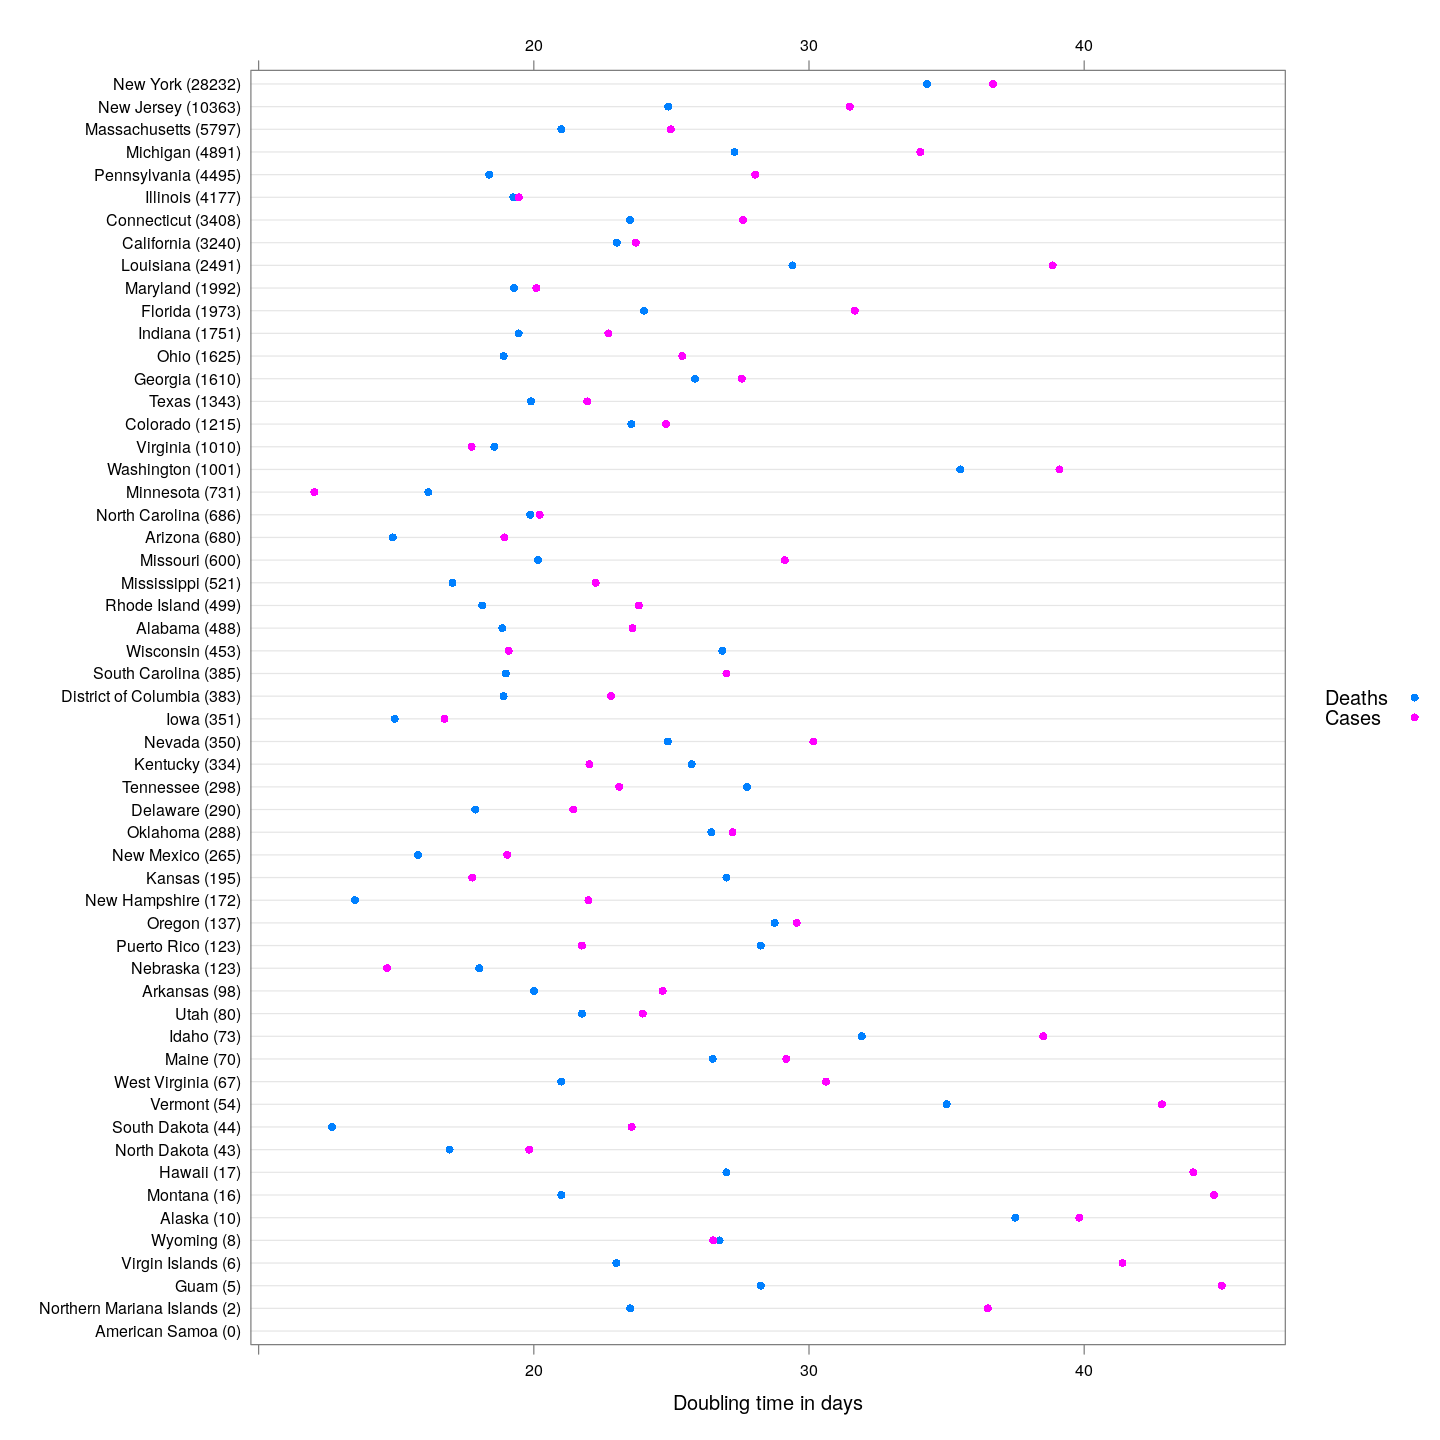 20 30 40
New York (28232)
New Jersey (10363)
Massachusetts (5797)
Michigan (4891)
Pennsylvania (4495)
Illinois (4177)
Connecticut (3408)
California (3240)
Louisiana (2491)
Maryland (1992)
Florida (1973)
Indiana (1751)
Ohio (1625)
Georgia (1610)
Texas (1343)
Colorado (1215)
Virginia (1010)
Washington (1001)
Minnesota (731)
North Carolina (686)
Arizona (680)
Missouri (600)
Mississippi (521)
Rhode Island (499)
Alabama (488)
Wisconsin (453)
South Carolina (385)
District of Columbia (383)
Iowa (351)
Nevada (350)
Kentucky (334)
Tennessee (298)
Delaware (290)
Oklahoma (288)
New Mexico (265)
Kansas (195)
New Hampshire (172)
Oregon (137)
Puerto Rico (123)
Nebraska (123)
Arkansas (98)
Utah (80)
Idaho (73)
Maine (70)
West Virginia (67)
Vermont (54)
South Dakota (44)
North Dakota (43)
Hawaii (17)
Montana (16)
Alaska (10)
Wyoming (8)
Virgin Islands (6)
Guam (5)
Northern Mariana Islands (2)
American Samoa (0)
20 30 40
Doubling time in days
Deaths
Cases